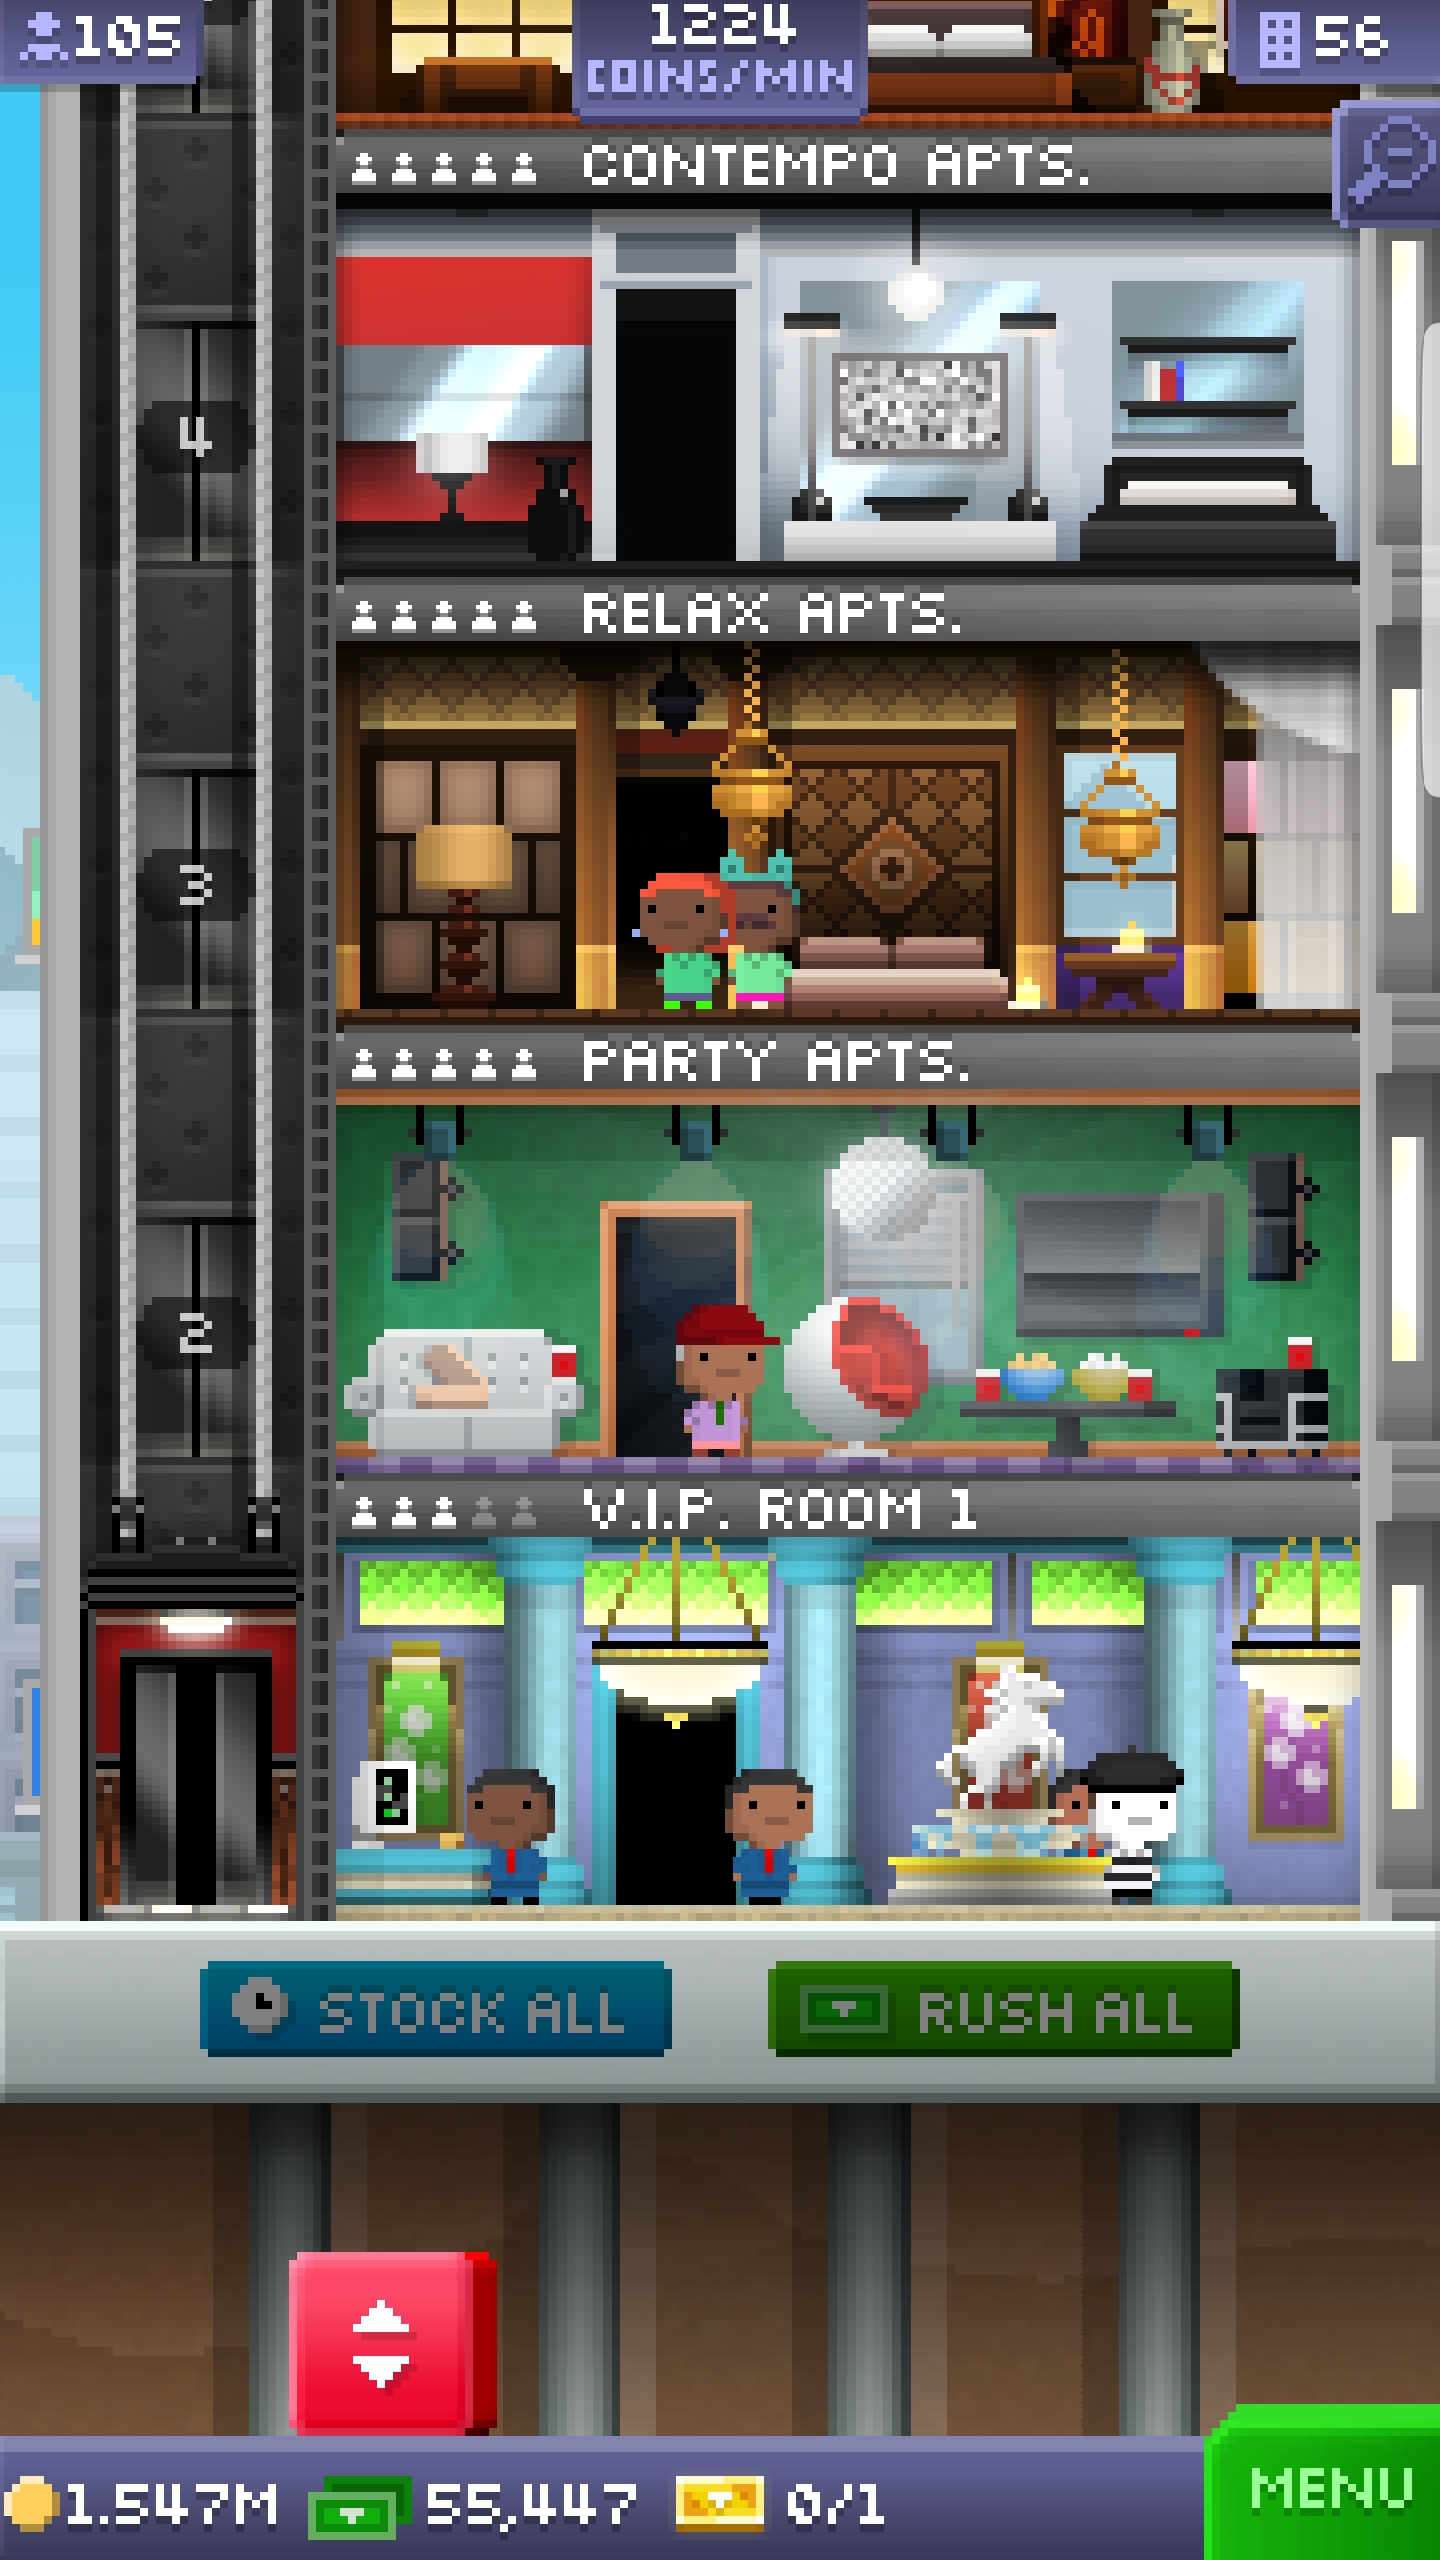 105
1224
COINS/MIN
56
CONTEMPO APTS.
4
RELAX APTS.
3
PARTY APTS.
2
V.I.P. ROOM 1
STOCK ALL
RUSH ALL
1.547M
55,447
0/1
MENU